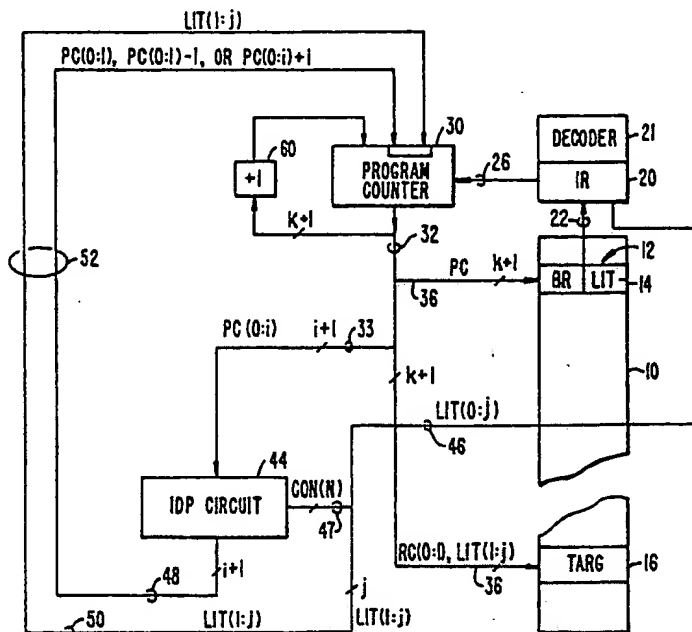 LIT(1:j)
PC(0:I), PC(0:I)-1, OR PC(0:i)+1
30
DECODER
21
60
+1
PROGRAM
COUNTER
26
IR
20
k+1
32
22
52
12
PC
k+1
BR
LIT
14
36
PC(0:i)
i+1
33
k+1
10
LIT(0:j)
46
44
IDP CIRCUIT
CON(N)
47
RC(0:D, LIT(1:j)
TARG
16
36
48
i+1
j
50
LIT(1:j)
LIT(1:j)